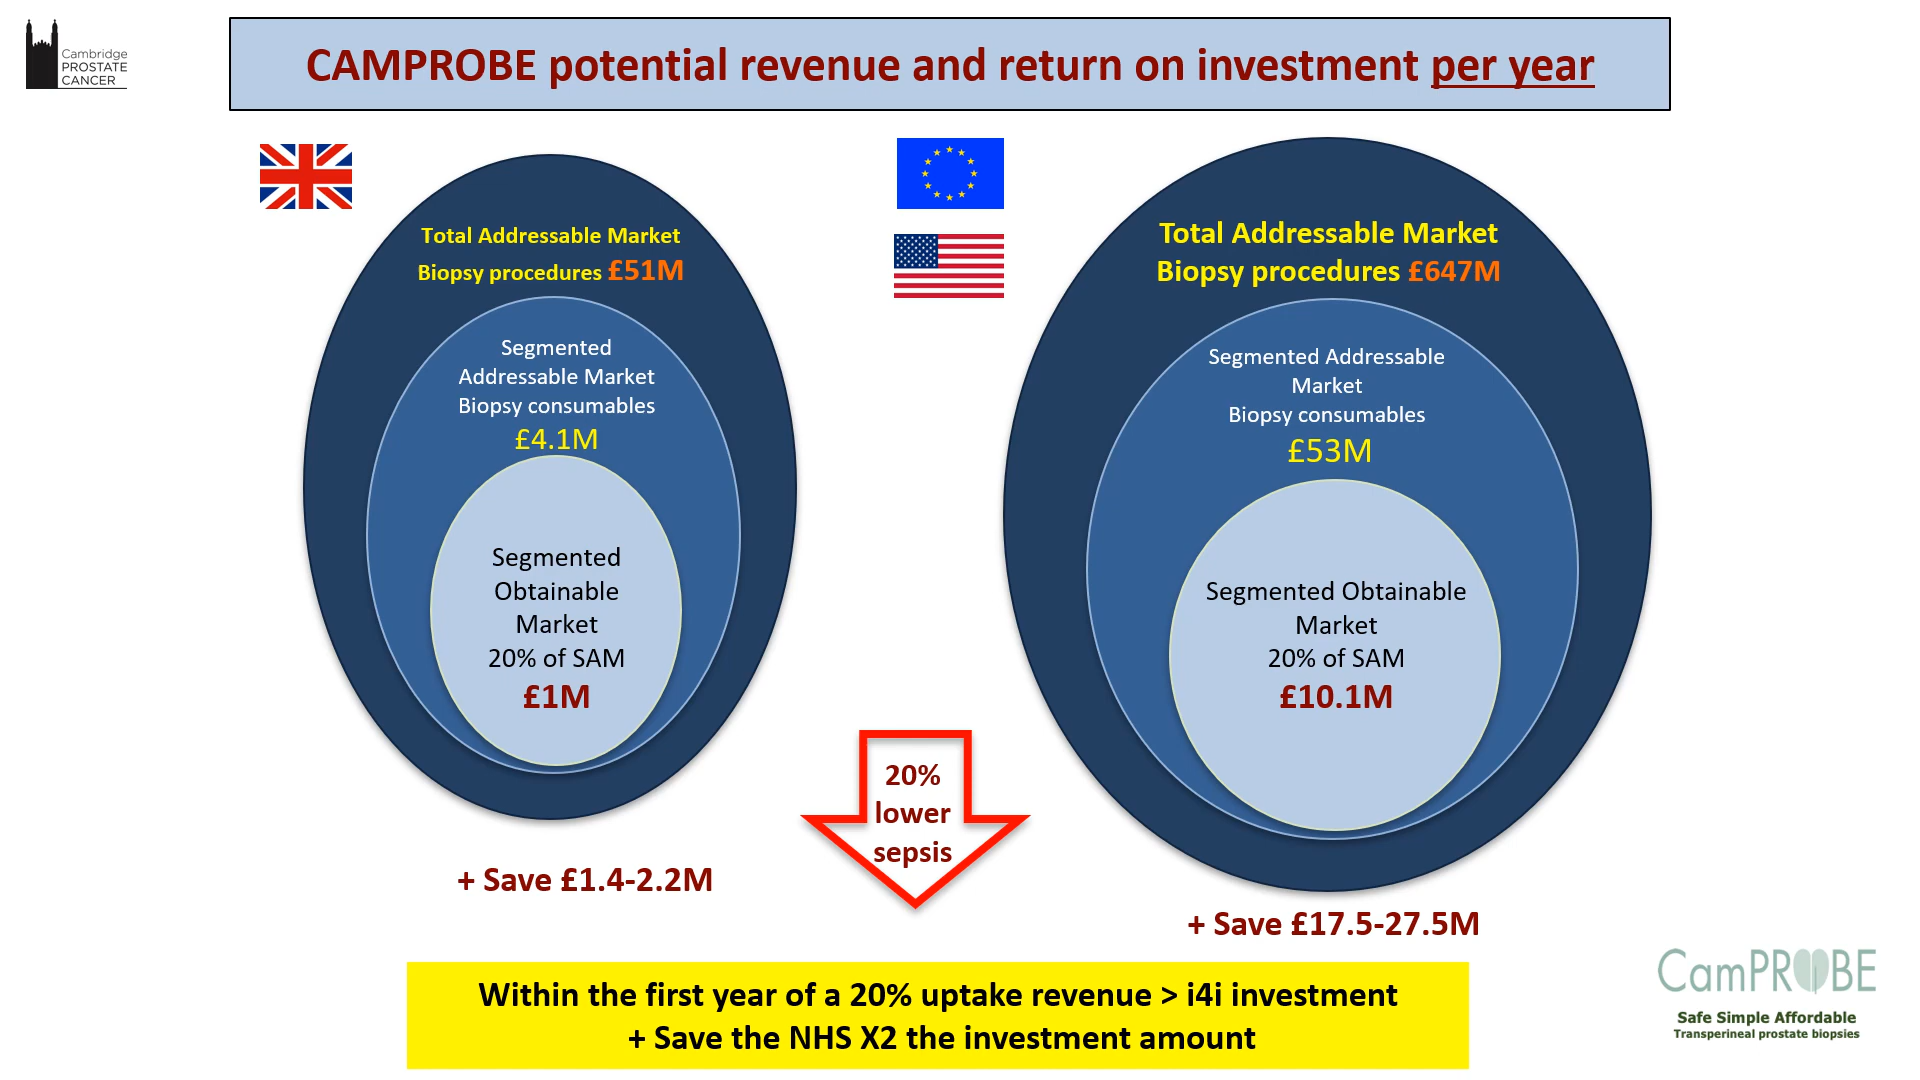 Cambridge
PROSTATE
CANCER
CAMPROBE potential revenue and return on investment per year
Total Addressable Market
Biopsy procedures £51M
Segmented
Addressable Market
Biopsy consumables
£4.1M
Segmented
Obtainable
Market
20% of SAM
£1M
+ Save £1.4-2.2M
20%
lower
sepsis
Total Addressable Market
Biopsy procedures £647M
Segmented Addressable
Market
Biopsy consumables
£53M
Segmented Obtainable
Market
20% of SAM
£10.1M
+ Save £17.5-27.5M
Within the first year of a 20% uptake revenue > i4i investment
+ Save the NHS X2 the investment amount
CamPROBE
Safe Simple Affordable
Transperineal prostate biopsies